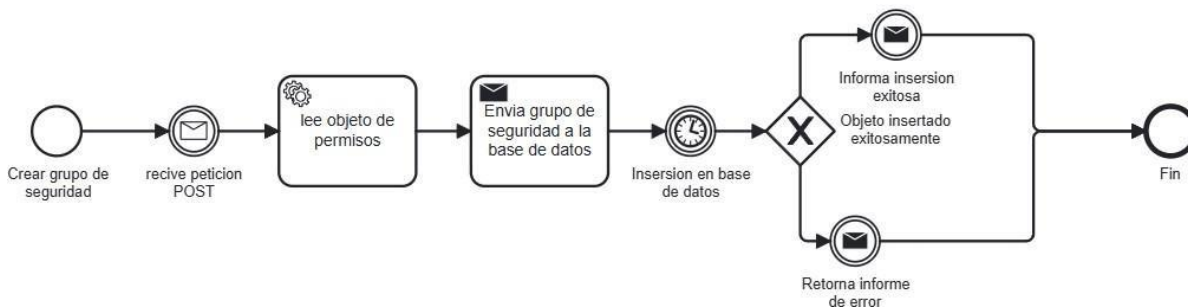 Crear grupo de
seguridad
recive peticion
POST
lee objeto de
permisos
Envia grupo de
seguridad a la
base de datos
Insersion en base
de datos
Informa insersion
exitosa
Objeto insertado
exitosamente
Retorna informe
de error
Fin